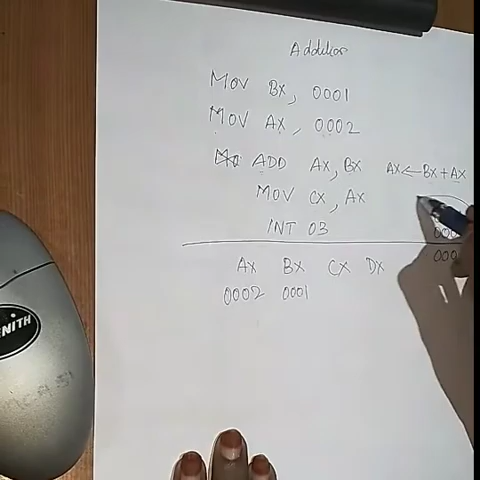 Addition
MOV BX, 0001
MOV AX, 0002
ADD AX, BX AX ← BX + AX
MOV CX, AX
INT 03
AX BX CX DX
0002 0001
ENITH